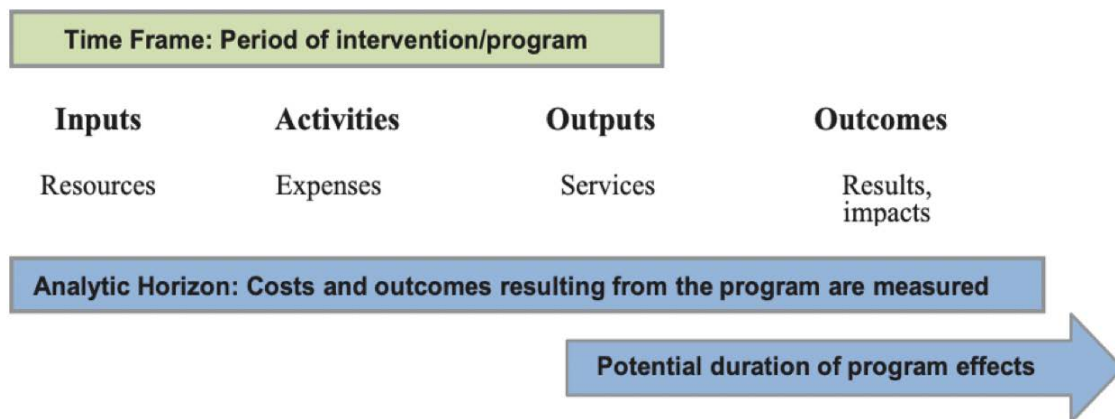 Time Frame: Period of intervention/program
Inputs Activities Outputs Outcomes
Resources Expenses Services Results,
impacts
Analytic Horizon: Costs and outcomes resulting from the program are measured
Potential duration of program effects